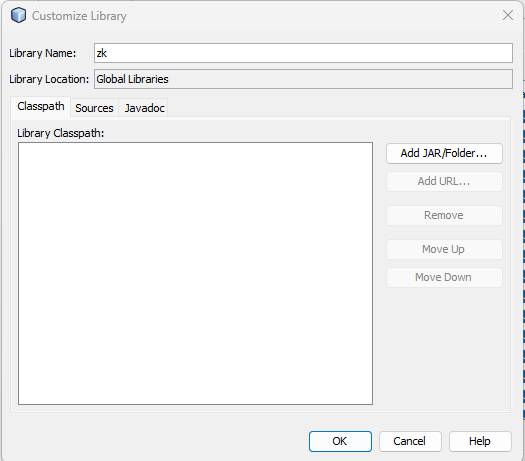 Customize Library
Library Name: zk
Library Location: Global Libraries
Classpath Sources Javadoc
Library Classpath:
Add JAR/Folder...
Add URL...
Remove
Move Up
Move Down
OK Cancel Help